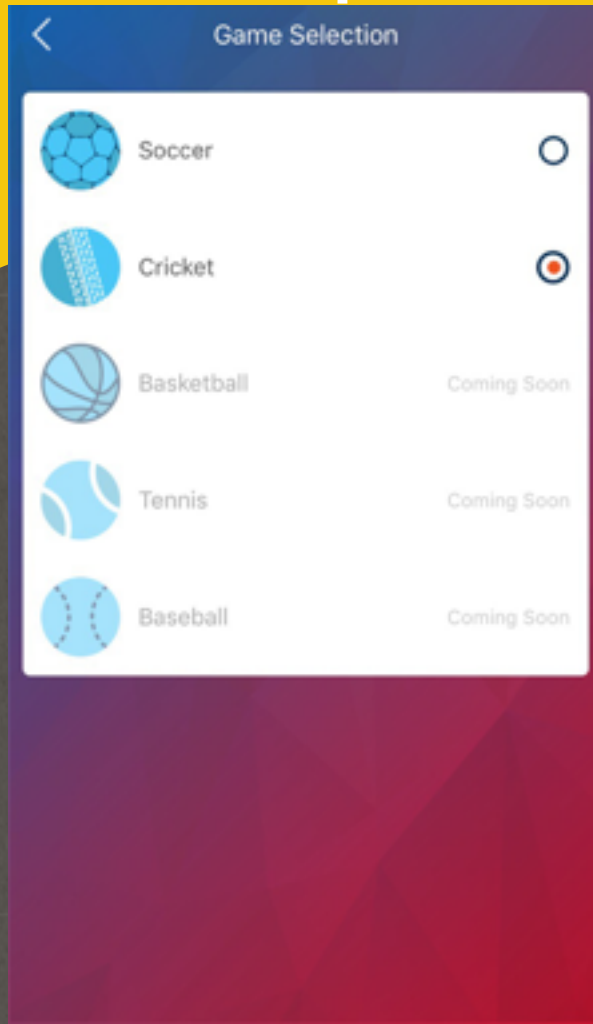 Game Selection
Soccer
Cricket
Basketball Coming Soon
Tennis Coming Soon
Baseball Coming Soon